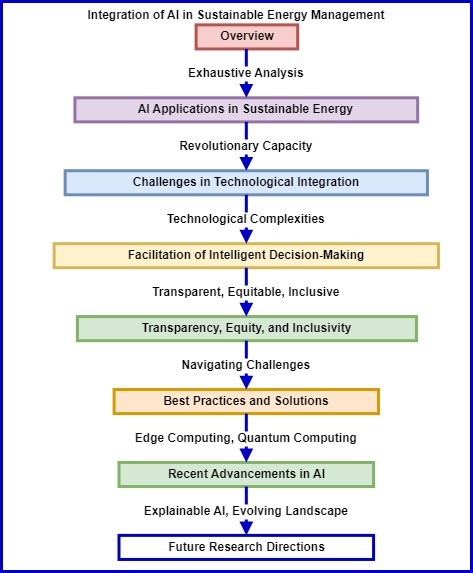 Integration of AI in Sustainable Energy Management
Overview
Exhaustive Analysis
AI Applications in Sustainable Energy
Revolutionary Capacity
Challenges in Technological Integration
Technological Complexities
Facilitation of Intelligent Decision-Making
Transparent, Equitable, Inclusive
Transparency, Equity, and Inclusivity
Navigating Challenges
Best Practices and Solutions
Edge Computing, Quantum Computing
Recent Advancements in AI
Explainable AI, Evolving Landscape
Future Research Directions